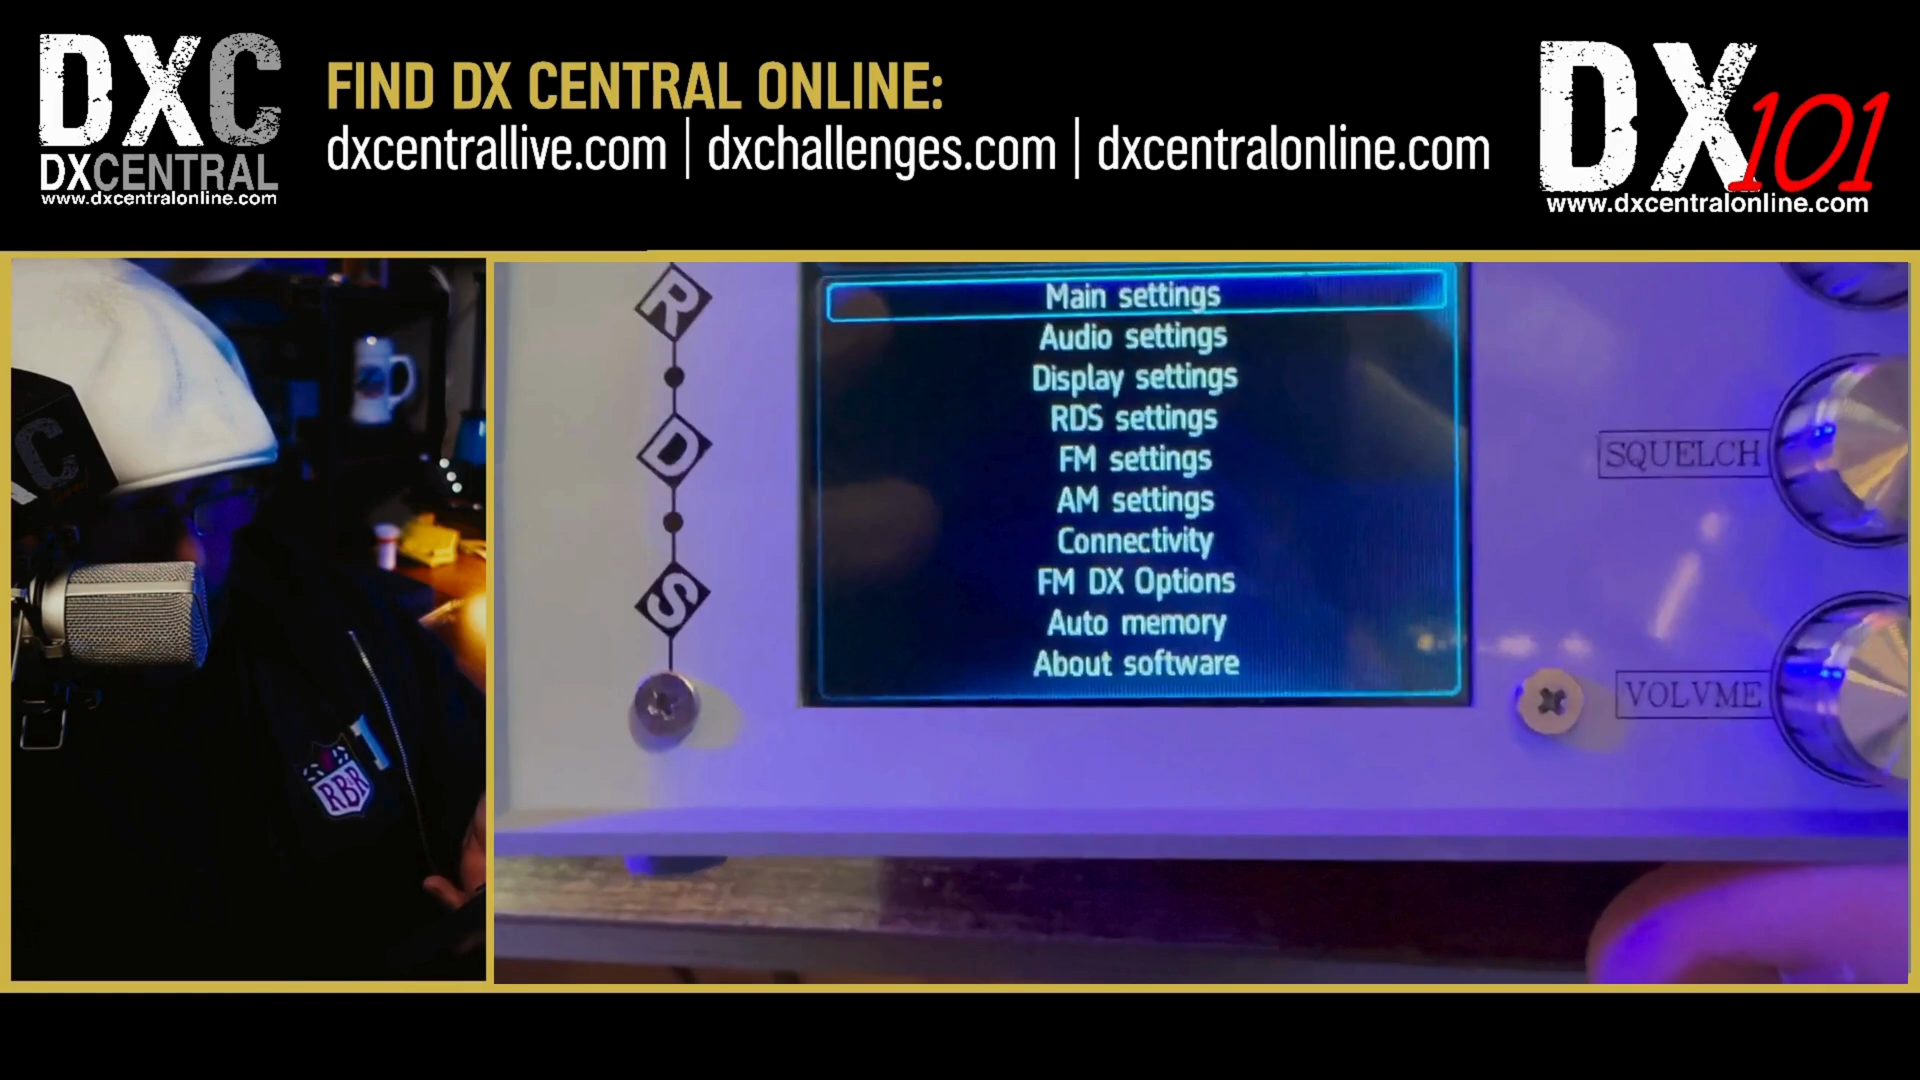 DXC
DXCENTRAL
www.dxcentralonline.com
FIND DX CENTRAL ONLINE:
dxcentrallive.com | dxchallenges.com | dxcentralonline.com
DX101
www.dxcentralonline.com
C
R
D
S
Main settings
Audio settings
Display settings
RDS settings
FM settings
AM settings
Connectivity
FM DX Options
Auto memory
About software
SQUELCH
VOLVME
RBR